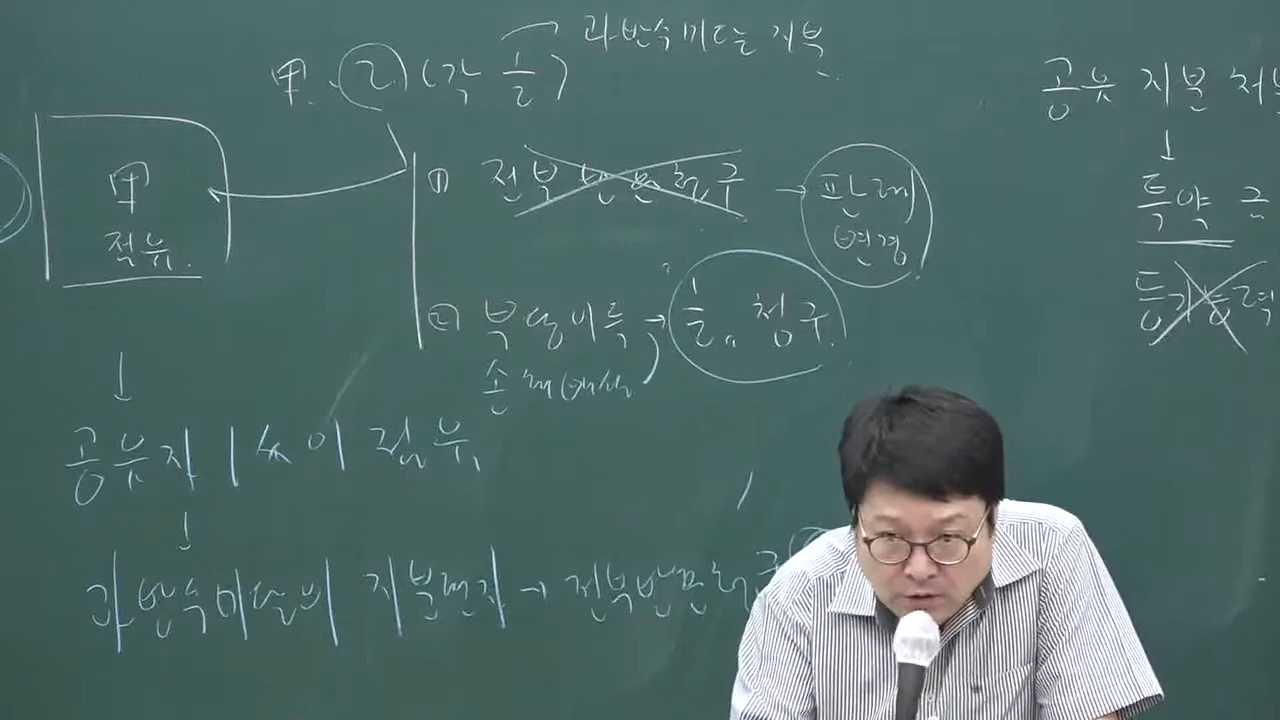 과반수 미달 지분
甲. 乙 (각 1/2)
甲
점유.
① 전부 반환청구 → 판례 변경
② 부당이득 → 1/2 청구.
손해배상
↓
공유자 1人이 점유,
↓
과반수미달의 지분권자 → 전부반환청구
공유 지분 처분
↓
특약
등기